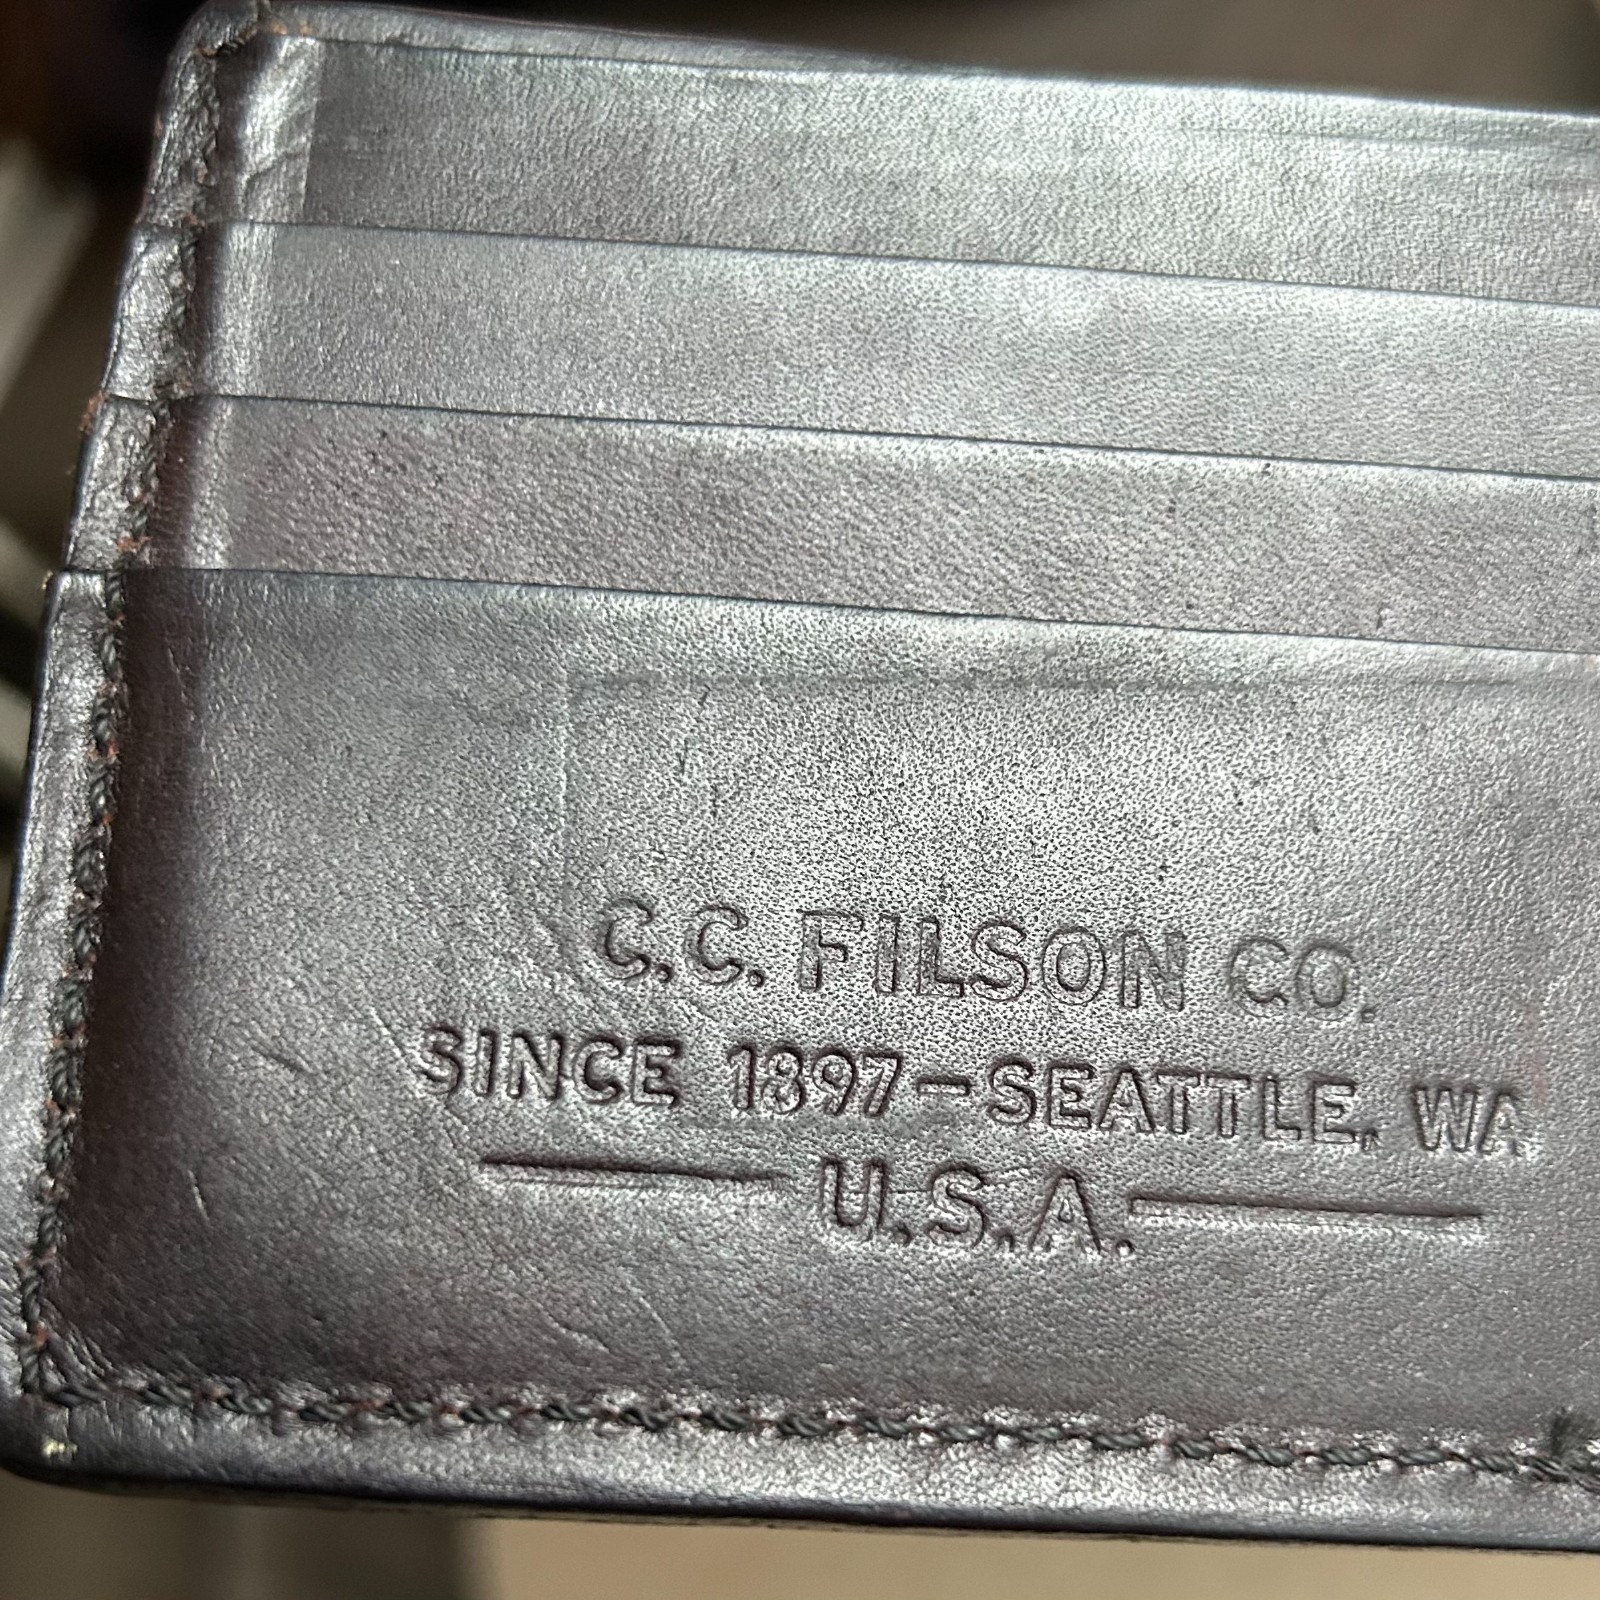 C.C. FILSON CO.
SINCE 1897–SEATTLE, WA
U.S.A.